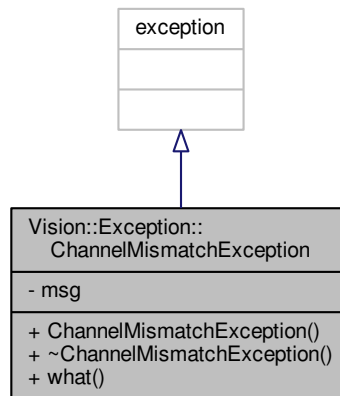 exception
Vision::Exception::
ChannelMismatchException
- msg
+ ChannelMismatchException()
+ ~ChannelMismatchException()
+ what()